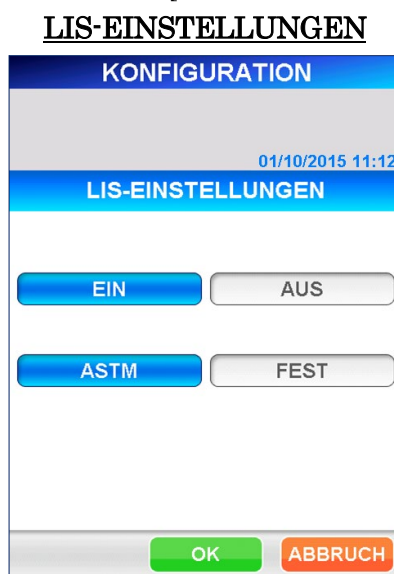 LIS-EINSTELLUNGEN
KONFIGURATION
01/10/2015 11:12
LIS-EINSTELLUNGEN
EIN AUS
ASTM FEST
OK ABBRUCH